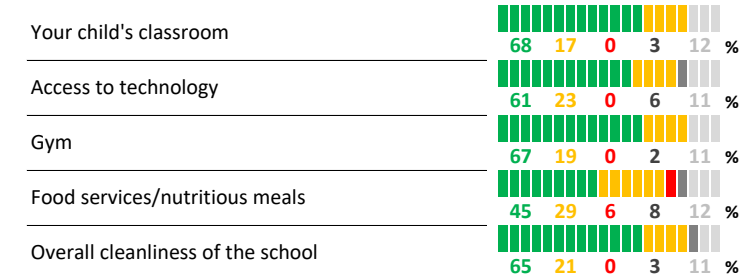 Your child's classroom
68 17 0 3 12 %
Access to technology
61 23 0 6 11 %
Gym
67 19 0 2 11 %
Food services/nutritious meals
45 29 6 8 12 %
Overall cleanliness of the school
65 21 0 3 11 %